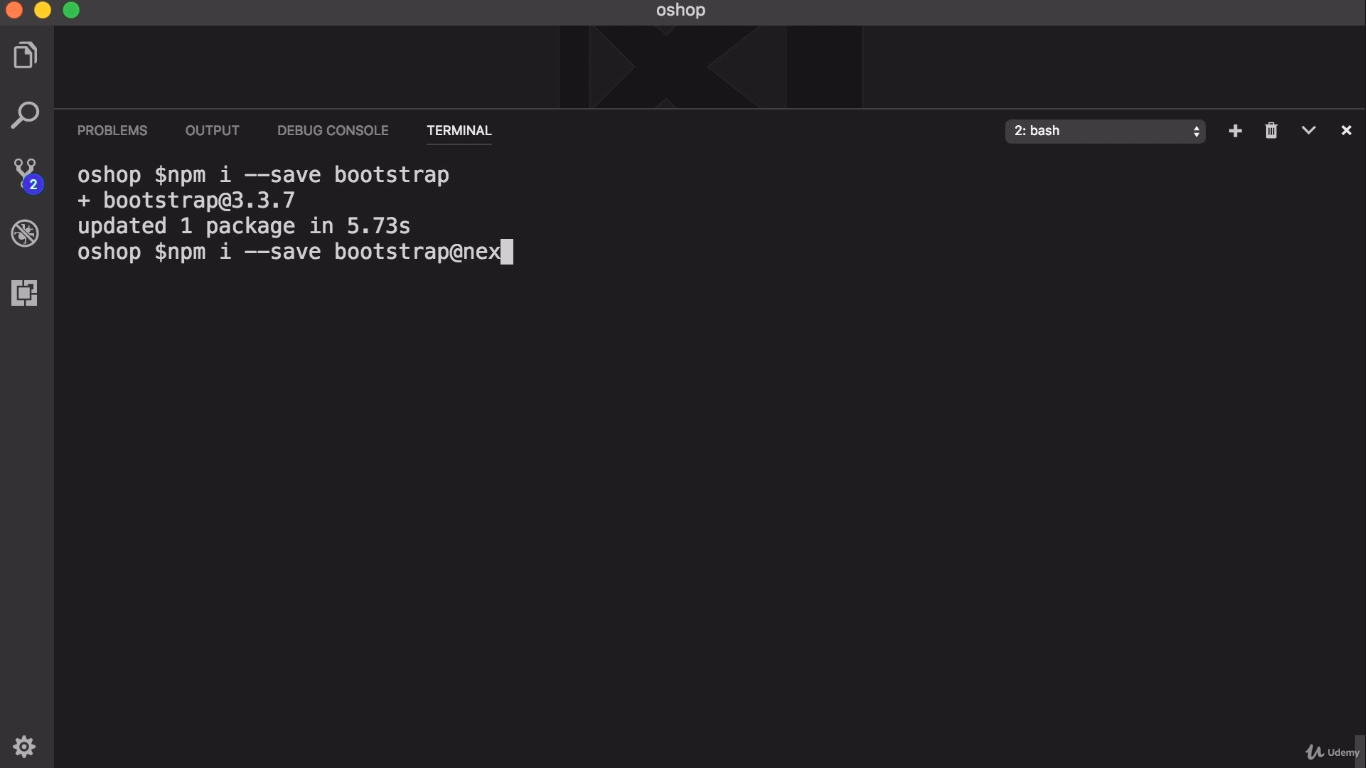 oshop
PROBLEMS OUTPUT DEBUG CONSOLE TERMINAL 2: bash
oshop $npm i --save bootstrap
+ bootstrap@3.3.7
updated 1 package in 5.73s
oshop $npm i --save bootstrap@nex
2
Udemy